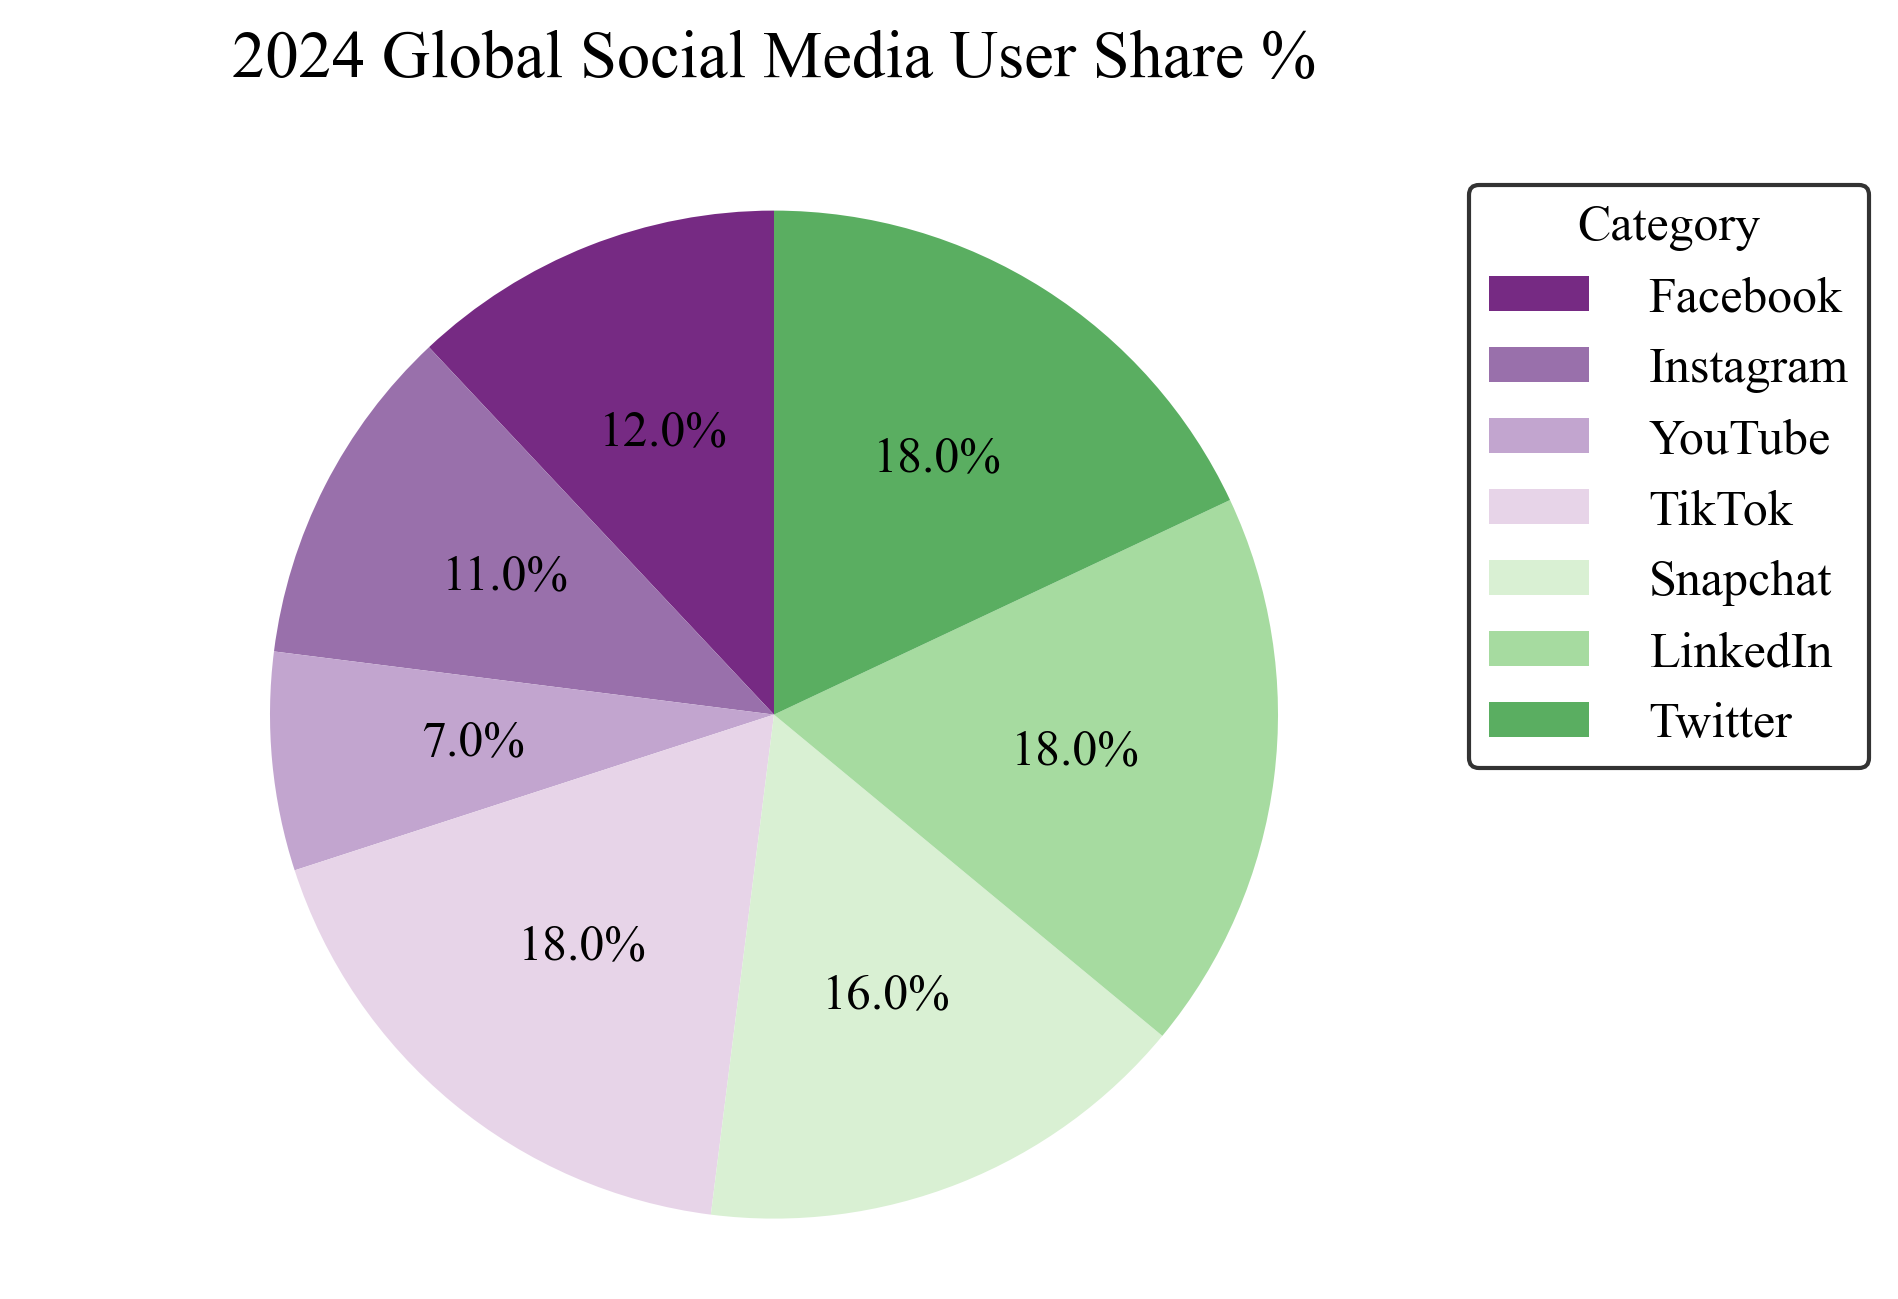 2024 Global Social Media User Share %
12.0%
18.0%
11.0%
7.0%
18.0%
18.0%
16.0%
Category
Facebook
Instagram
YouTube
TikTok
Snapchat
LinkedIn
Twitter